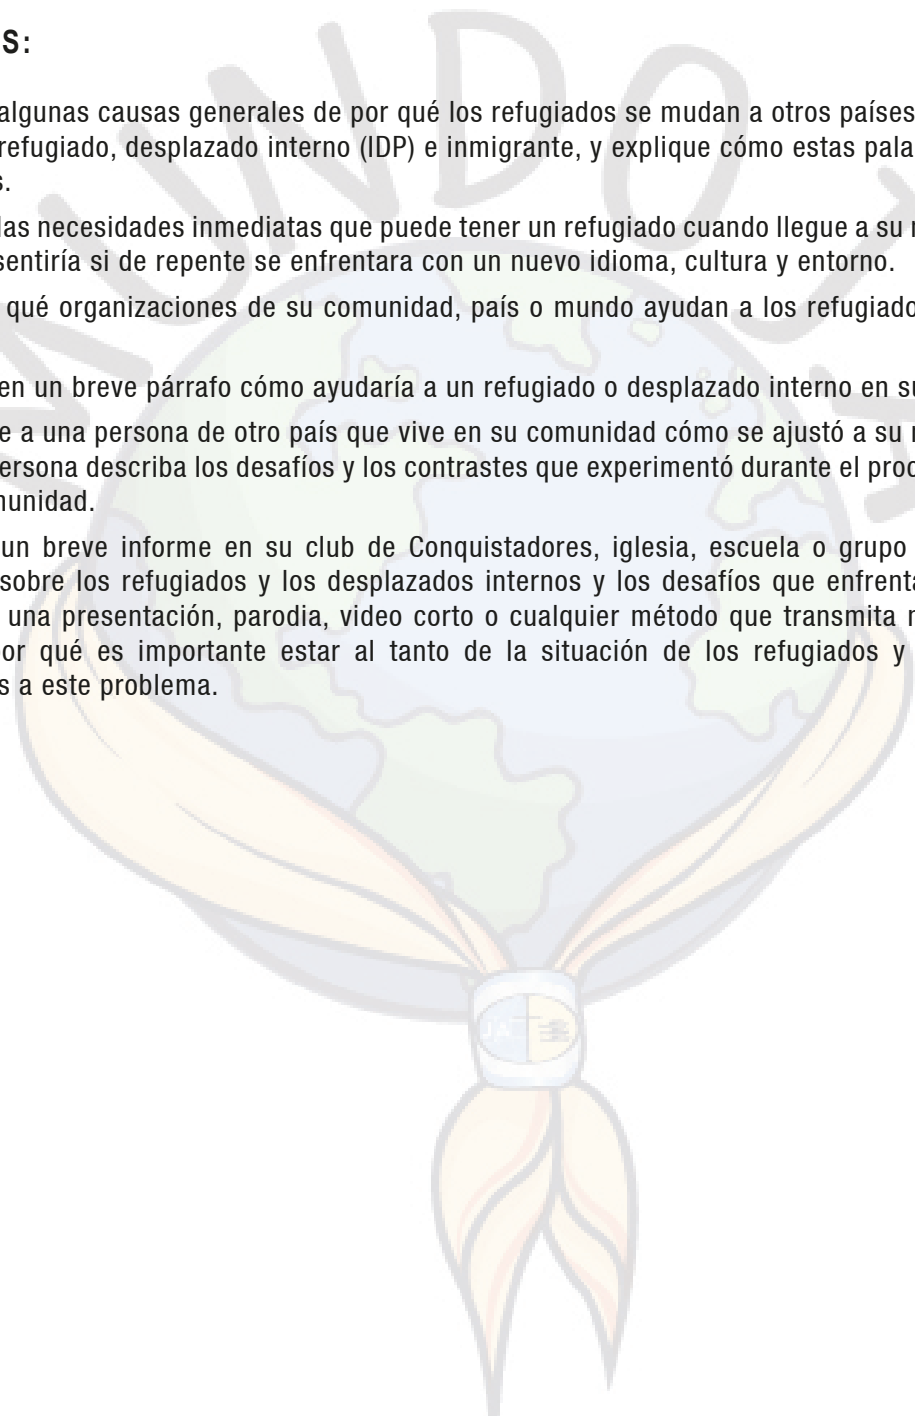 S:
algunas causas generales de por qué los refugiados se mudan a otros países
refugiado, desplazado interno (IDP) e inmigrante, y explique cómo estas pala
s.
las necesidades inmediatas que puede tener un refugiado cuando llegue a su
sentiría si de repente se enfrentara con un nuevo idioma, cultura y entorno.
qué organizaciones de su comunidad, país o mundo ayudan a los refugiado
en un breve párrafo cómo ayudaría a un refugiado o desplazado interno en su
e a una persona de otro país que vive en su comunidad cómo se ajustó a su
ersona describa los desafíos y los contrastes que experimentó durante el proc
munidad.
un breve informe en su club de Conquistadores, iglesia, escuela o grupo
sobre los refugiados y los desplazados internos y los desafíos que enfrenta
una presentación, parodia, video corto o cualquier método que transmita
por qué es importante estar al tanto de la situación de los refugiados y
s a este problema.
MUNDO JA
JA